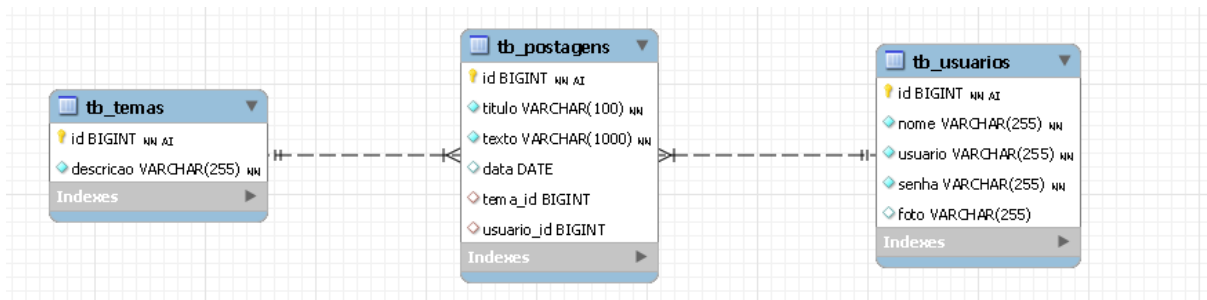 tb_temas
id BIGINT NN AI
descricao VARCHAR(255) NN
Indexes
tb_postagens
id BIGINT NN AI
titulo VARCHAR(100) NN
texto VARCHAR(1000) NN
data DATE
tema_id BIGINT
usuario_id BIGINT
Indexes
tb_usuarios
id BIGINT NN AI
nome VARCHAR(255) NN
usuario VARCHAR(255) NN
senha VARCHAR(255) NN
foto VARCHAR(255)
Indexes